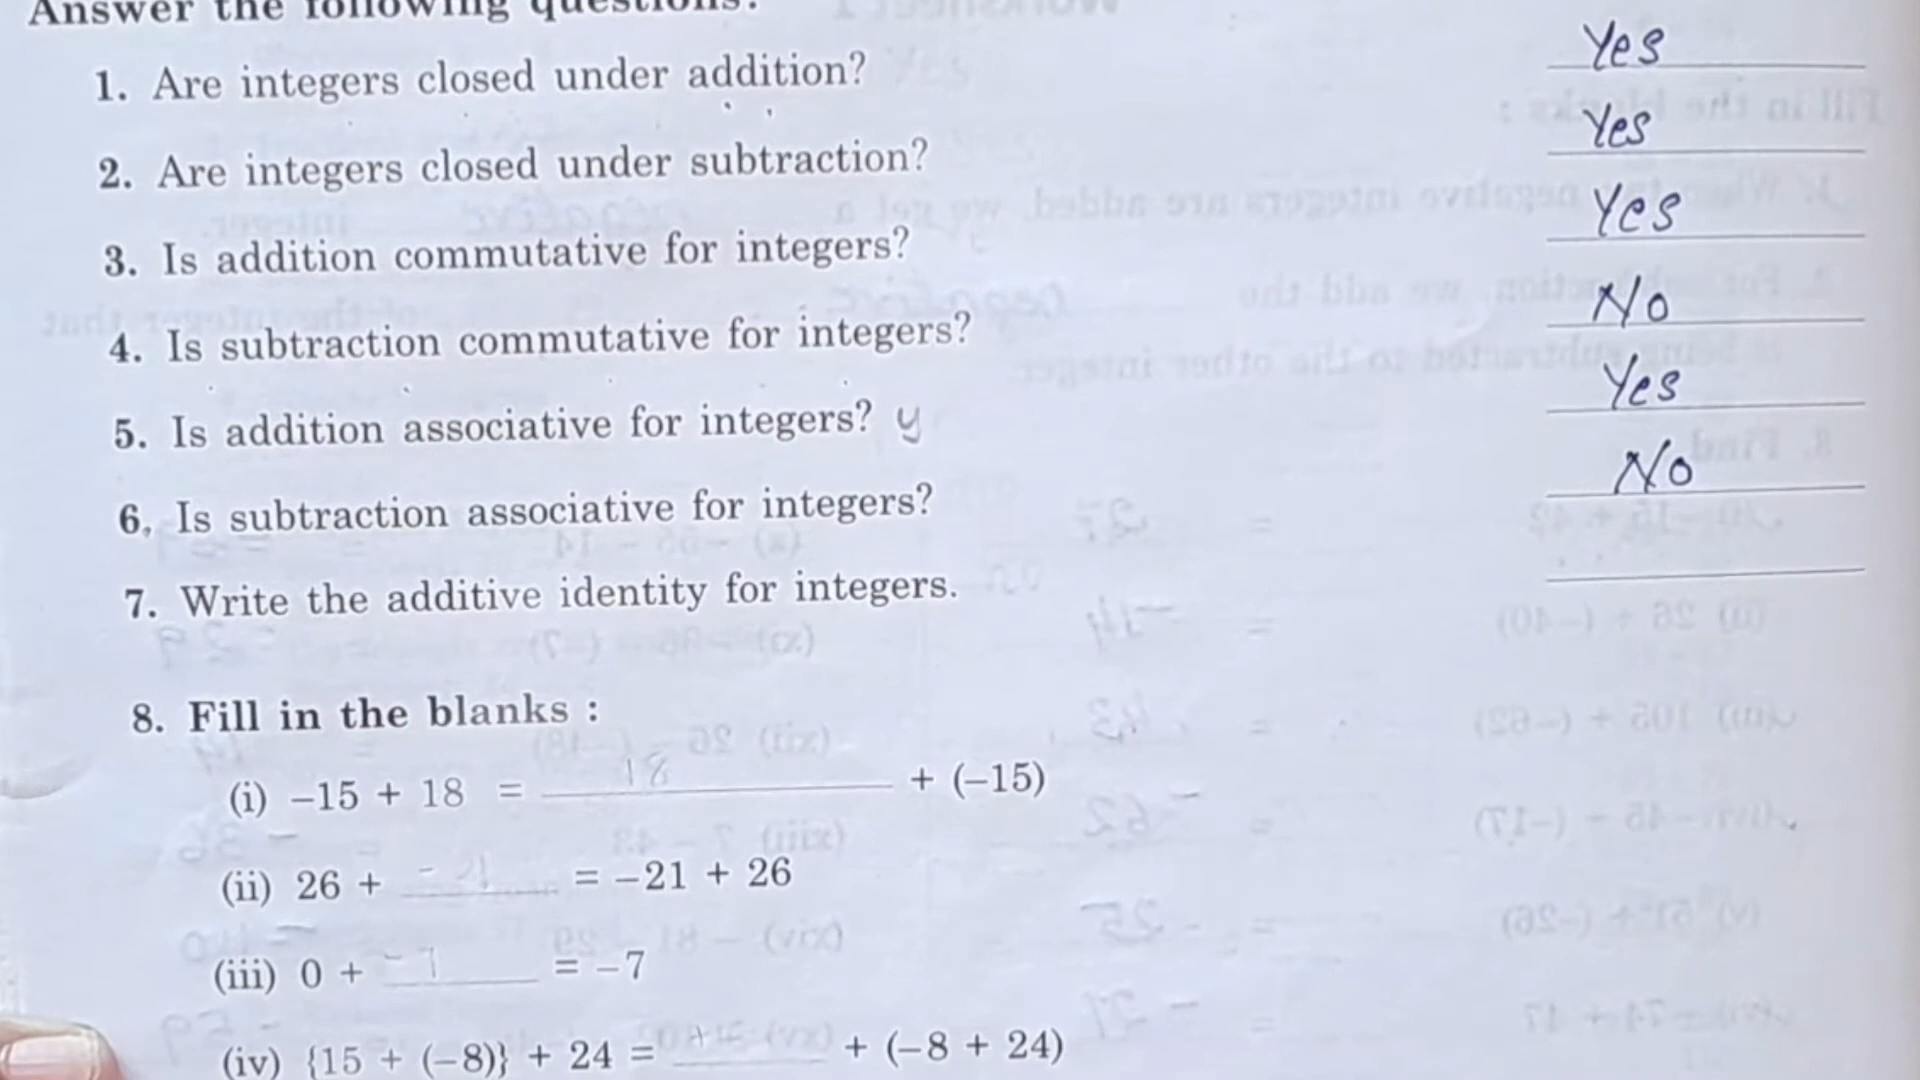 Answer the following questions:
1. Are integers closed under addition? Yes
2. Are integers closed under subtraction? Yes
3. Is addition commutative for integers? Yes
4. Is subtraction commutative for integers? No
5. Is addition associative for integers? y Yes
6. Is subtraction associative for integers? No
7. Write the additive identity for integers.
8. Fill in the blanks :
(i) –15 + 18 = 18 + (–15)
(ii) 26 + - 21 = –21 + 26
(iii) 0 + - 7 = –7
(iv) {15 + (–8)} + 24 = + (–8 + 24)